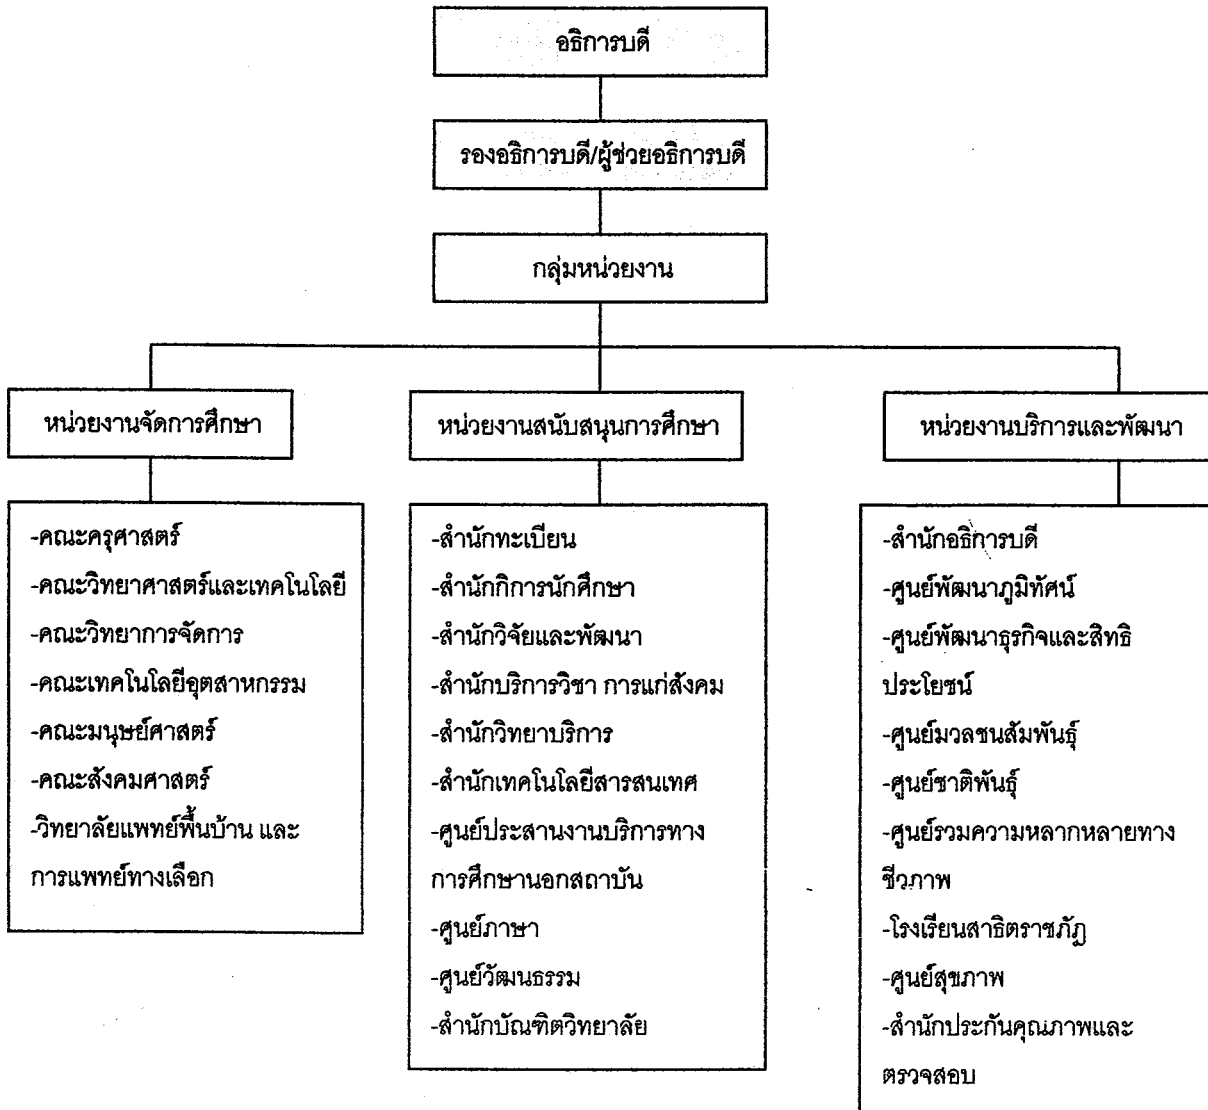 อธิการบดี
รองอธิการบดี/ผู้ช่วยอธิการบดี
กลุ่มหน่วยงาน
หน่วยงานจัดการศึกษา
-คณะครุศาสตร์
-คณะวิทยาศาสตร์และเทคโนโลยี
-คณะวิทยาการจัดการ
-คณะเทคโนโลยีอุตสาหกรรม
-คณะมนุษย์ศาสตร์
-คณะสังคมศาสตร์
-วิทยาลัยแพทย์พื้นบ้าน และ
การแพทย์ทางเลือก
หน่วยงานสนับสนุนการศึกษา
-สำนักทะเบียน
-สำนักกิการนักศึกษา
-สำนักวิจัยและพัฒนา
-สำนักบริการวิชา การแก่สังคม
-สำนักวิทยาบริการ
-สำนักเทคโนโลยีสารสนเทศ
-ศูนย์ประสานงานบริการทาง
การศึกษานอกสถาบัน
-ศูนย์ภาษา
-ศูนย์วัฒนธรรม
-สำนักบัณฑิตวิทยาลัย
หน่วยงานบริการและพัฒนา
-สำนักอธิการบดี
-ศูนย์พัฒนาภูมิทัศน์
-ศูนย์พัฒนาธุรกิจและสิทธิ
ประโยชน์
-ศูนย์มวลชนสัมพันธุ์
-ศูนย์ชาติพันธุ์
-ศูนย์รวมความหลากหลายทาง
ชีวภาพ
-โรงเรียนสาธิตราชภัฏ
-ศูนย์สุขภาพ
-สำนักประกันคุณภาพและ
ตรวจสอบ